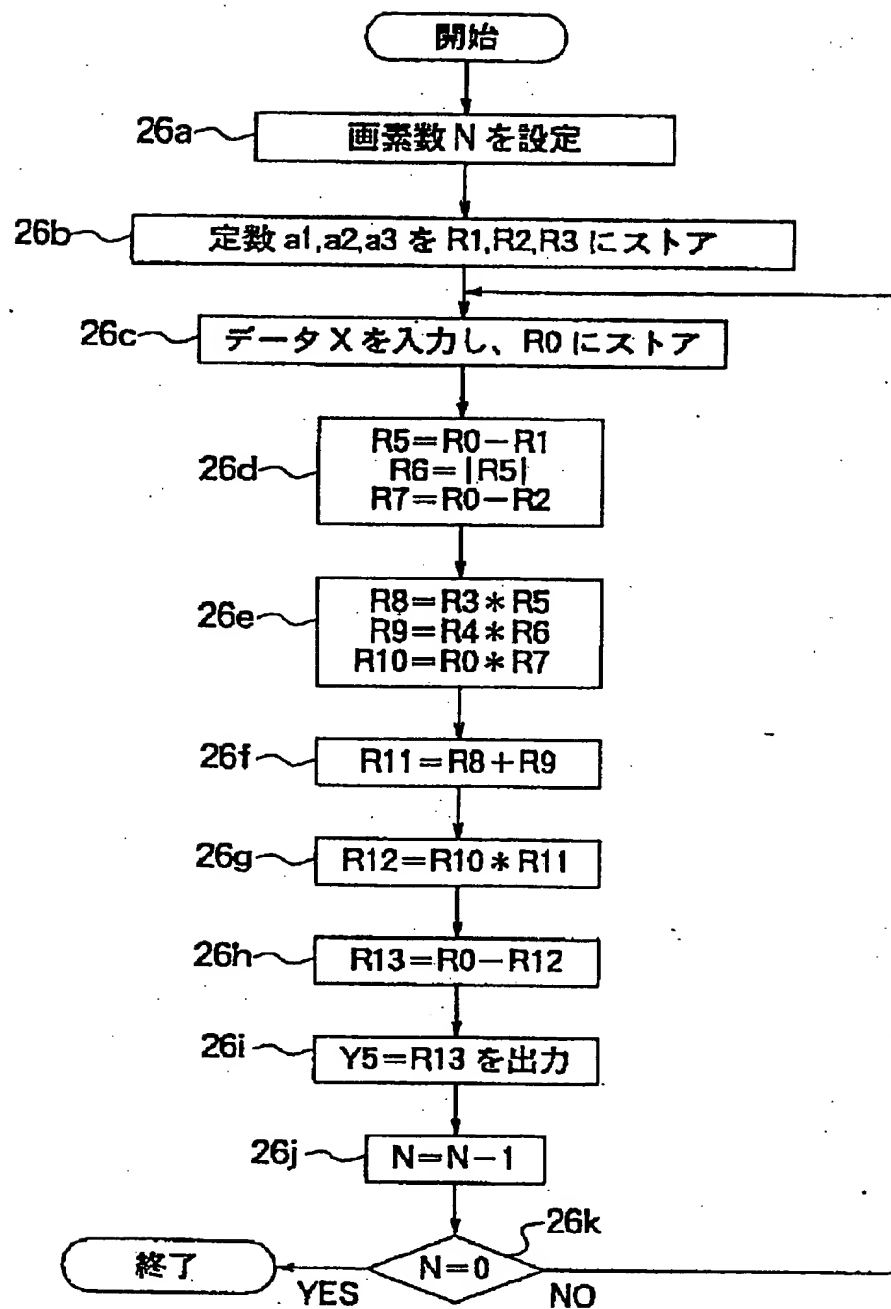 開始
26a
画素数 N を設定
26b
定数 a1,a2,a3 を R1,R2,R3 にストア
26c
データ X を入力し、R0 にストア
26d
R5=R0-R1
R6=|R5|
R7=R0-R2
26e
R8=R3*R5
R9=R4*R6
R10=R0*R7
26f
R11=R8+R9
26g
R12=R10*R11
26h
R13=R0-R12
26i
Y5=R13 を出力
26j
N=N-1
26k
N=0
YES
NO
終了